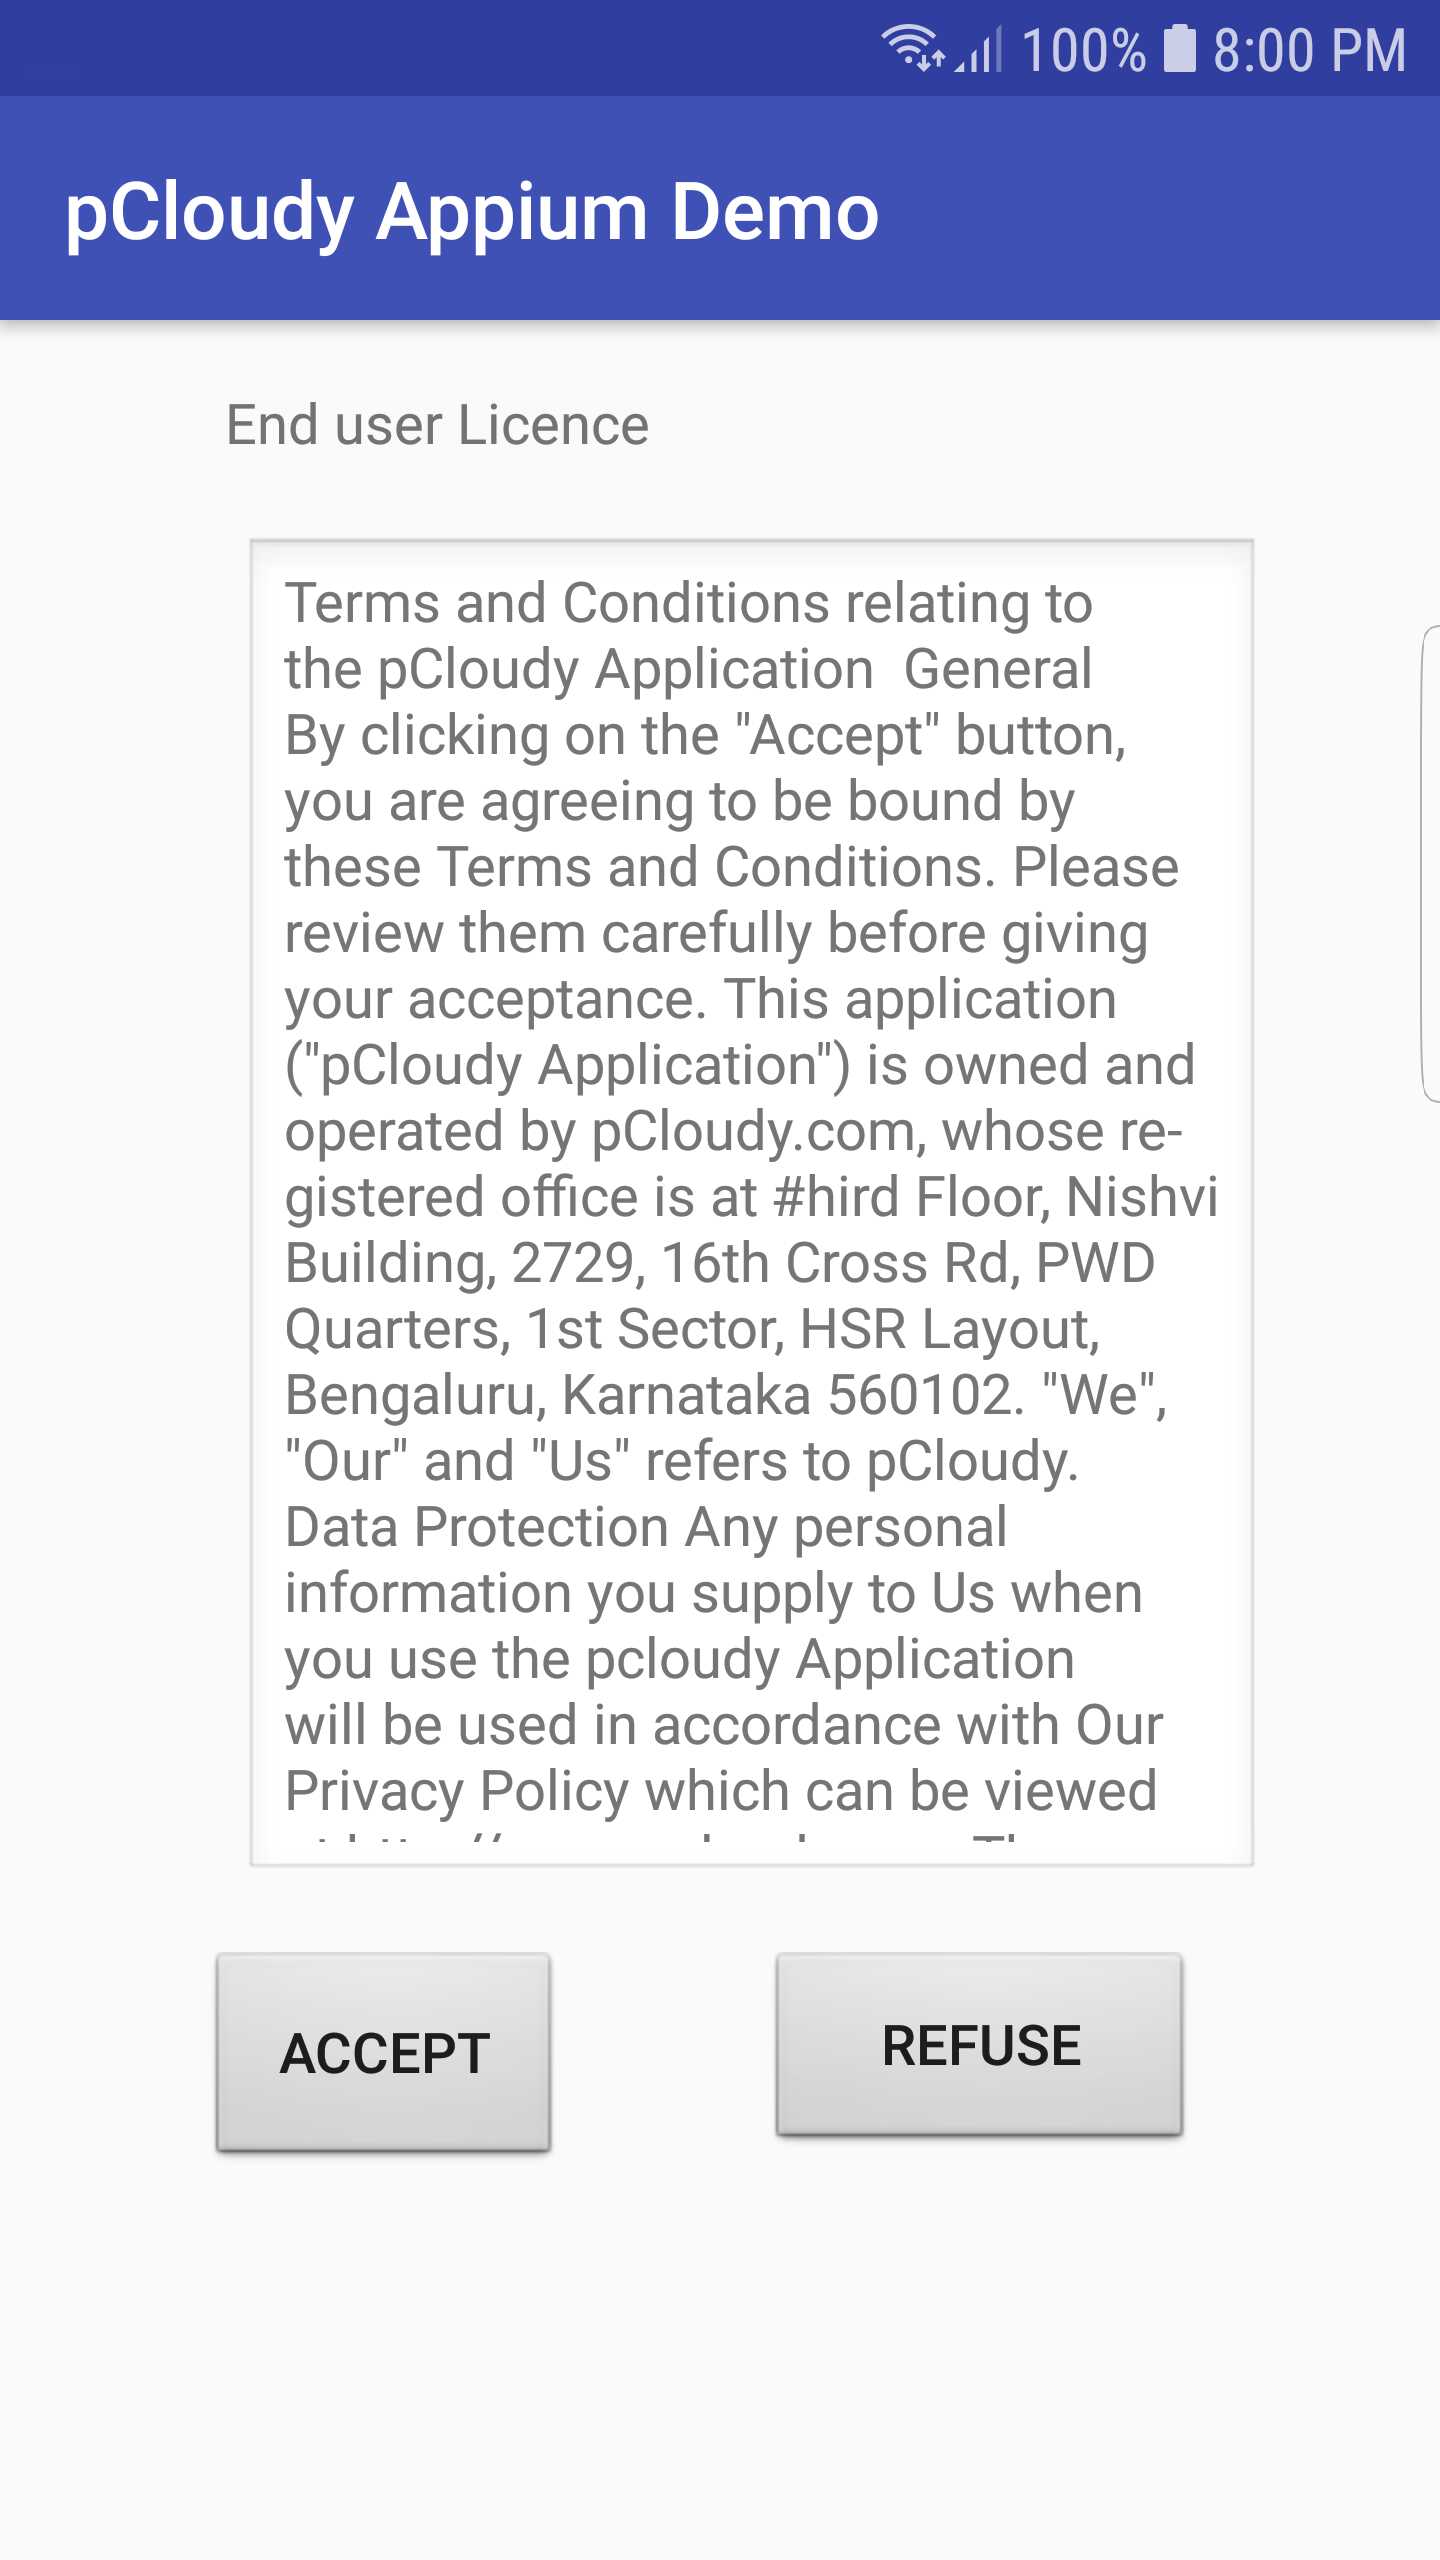 100% 8:00 PM
pCloudy Appium Demo
End user Licence
Terms and Conditions relating to
the pCloudy Application  General
By clicking on the "Accept" button,
you are agreeing to be bound by
these Terms and Conditions. Please
review them carefully before giving
your acceptance. This application
("pCloudy Application") is owned and
operated by pCloudy.com, whose re-
gistered office is at #hird Floor, Nishvi
Building, 2729, 16th Cross Rd, PWD
Quarters, 1st Sector, HSR Layout,
Bengaluru, Karnataka 560102. "We",
"Our" and "Us" refers to pCloudy.
Data Protection Any personal
information you supply to Us when
you use the pcloudy Application
will be used in accordance with Our
Privacy Policy which can be viewed
ACCEPT
REFUSE